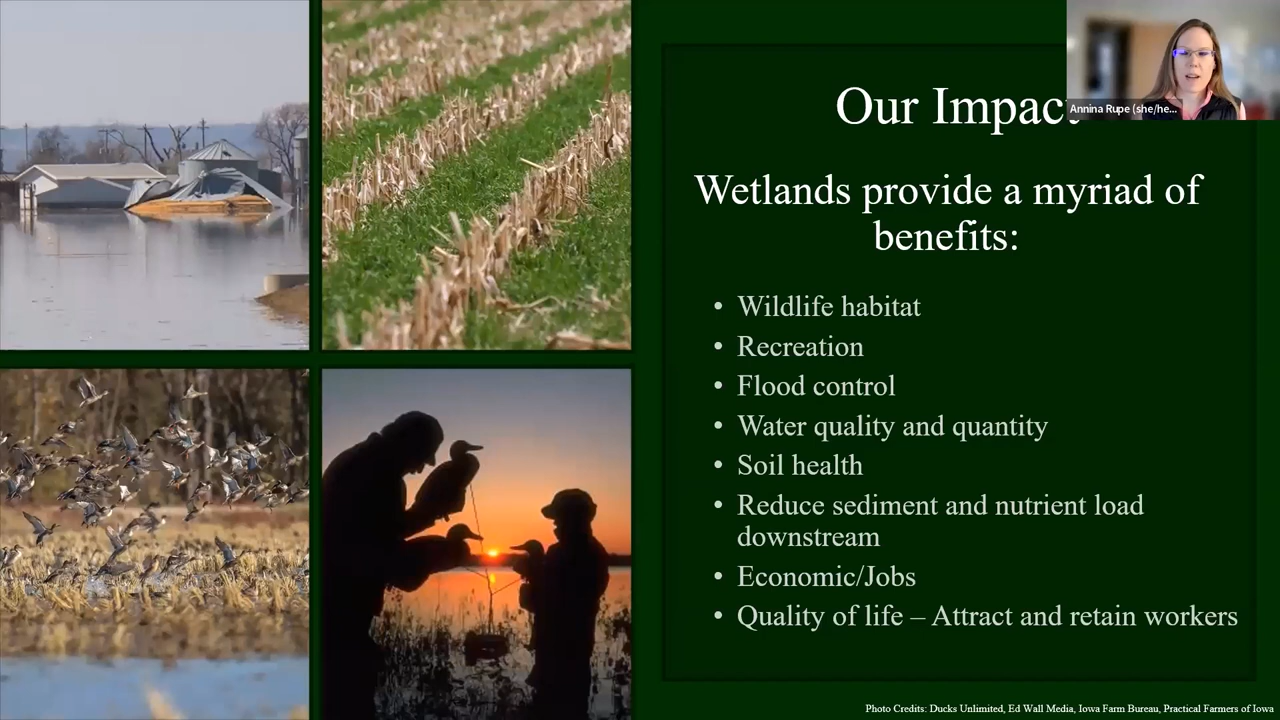 Our Impact
Annina Rupe (she/he...
Wetlands provide a myriad of
benefits:
• Wildlife habitat
• Recreation
• Flood control
• Water quality and quantity
• Soil health
• Reduce sediment and nutrient load
downstream
• Economic/Jobs
• Quality of life – Attract and retain workers
Photo Credits: Ducks Unlimited, Ed Wall Media, Iowa Farm Bureau, Practical Farmers of Iowa